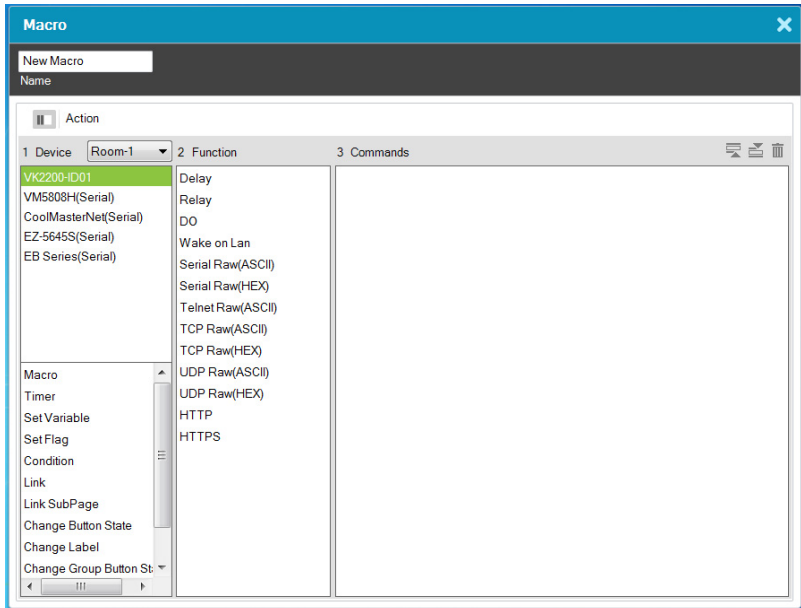 Macro
New Macro
Name
Action
1 Device Room-1 2 Function 3 Commands
VK2200-ID01
VM5808H(Serial)
CoolMasterNet(Serial)
EZ-5645S(Serial)
EB Series(Serial)
Macro
Timer
Set Variable
Set Flag
Condition
Link
Link SubPage
Change Button State
Change Label
Change Group Button St
Delay
Relay
DO
Wake on Lan
Serial Raw(ASCII)
Serial Raw(HEX)
Telnet Raw(ASCII)
TCP Raw(ASCII)
TCP Raw(HEX)
UDP Raw(ASCII)
UDP Raw(HEX)
HTTP
HTTPS